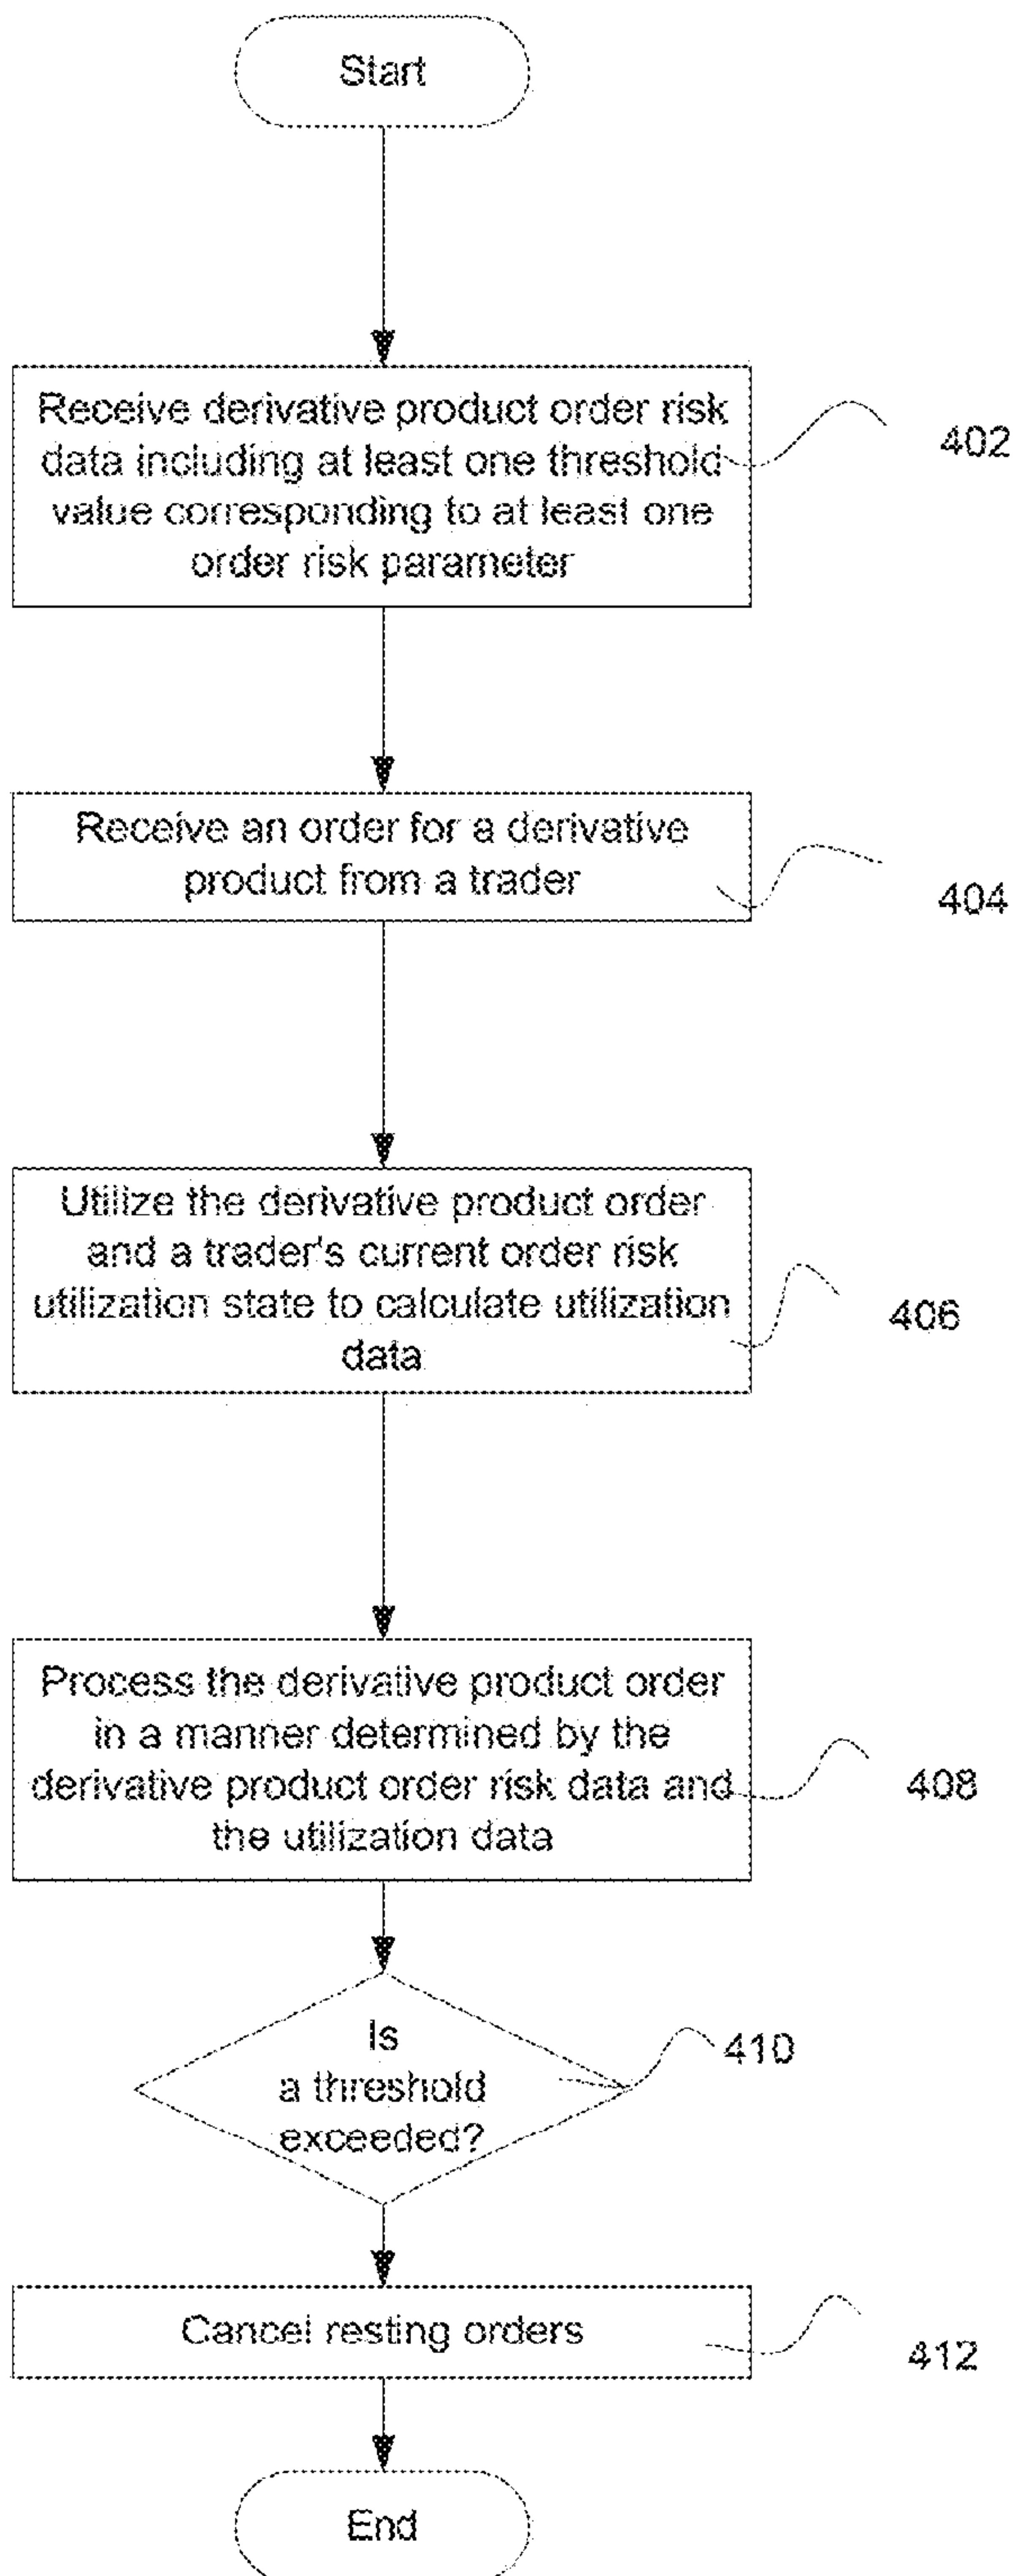 Start
Receive derivative product order risk
data including at least one threshold
value corresponding to at least one
order risk parameter
402
Receive an order for a derivative
product from a trader
404
Utilize the derivative product order
and a trader's current order risk
utilization state to calculate utilization
data
406
Process the derivative product order
in a manner determined by the
derivative product order risk data and
the utilization data
408
Is
a threshold
exceeded?
410
Cancel resting orders
412
End